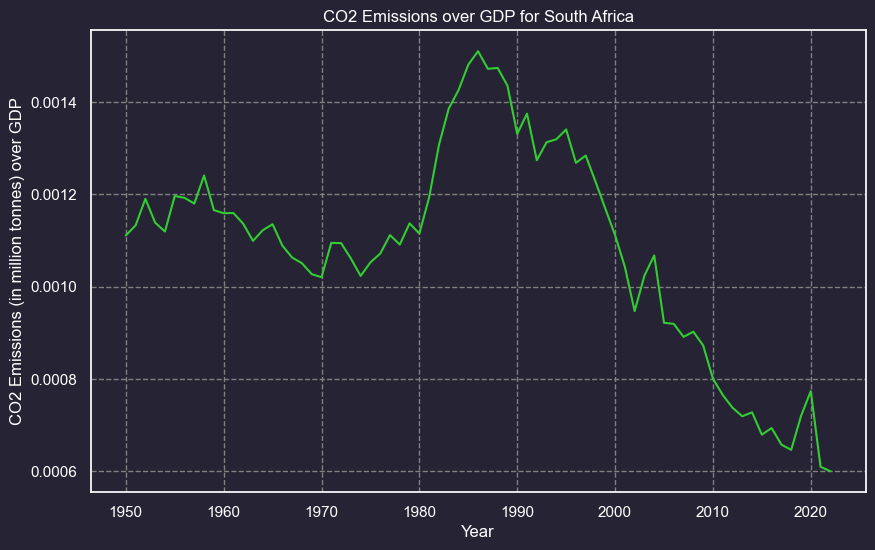 CO2 Emissions over GDP for South Africa
CO2 Emissions (in million tonnes) over GDP
0.0014
0.0012
0.0010
0.0008
0.0006
1950 1960 1970 1980 1990 2000 2010 2020
Year